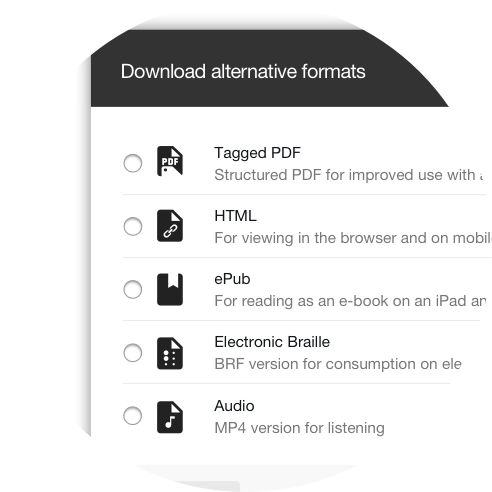 Download alternative formats
Tagged PDF
PDF
Structured PDF for improved use with
HTML
For viewing in the browser and on
ePub
For reading as an e-book on an iPad
Electronic Braille
BRF version for consumption on
Audio
MP4 version for listening